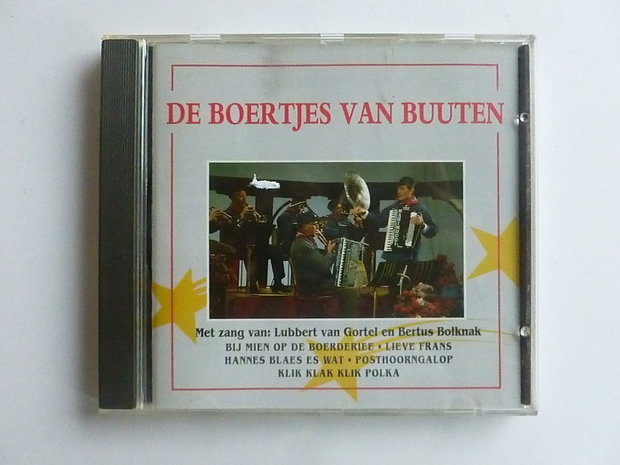 DE BOERTJES VAN BUUTEN
Met zang van: Lubbert van Gortel en Bertus Bolknak
BIJ MIEN OP DE BOERDERIEE • LIEVE FRANS
HANNES BLAES ES WAT • POSTHOORNGALOP
KLIK KLAK KLIK POLKA